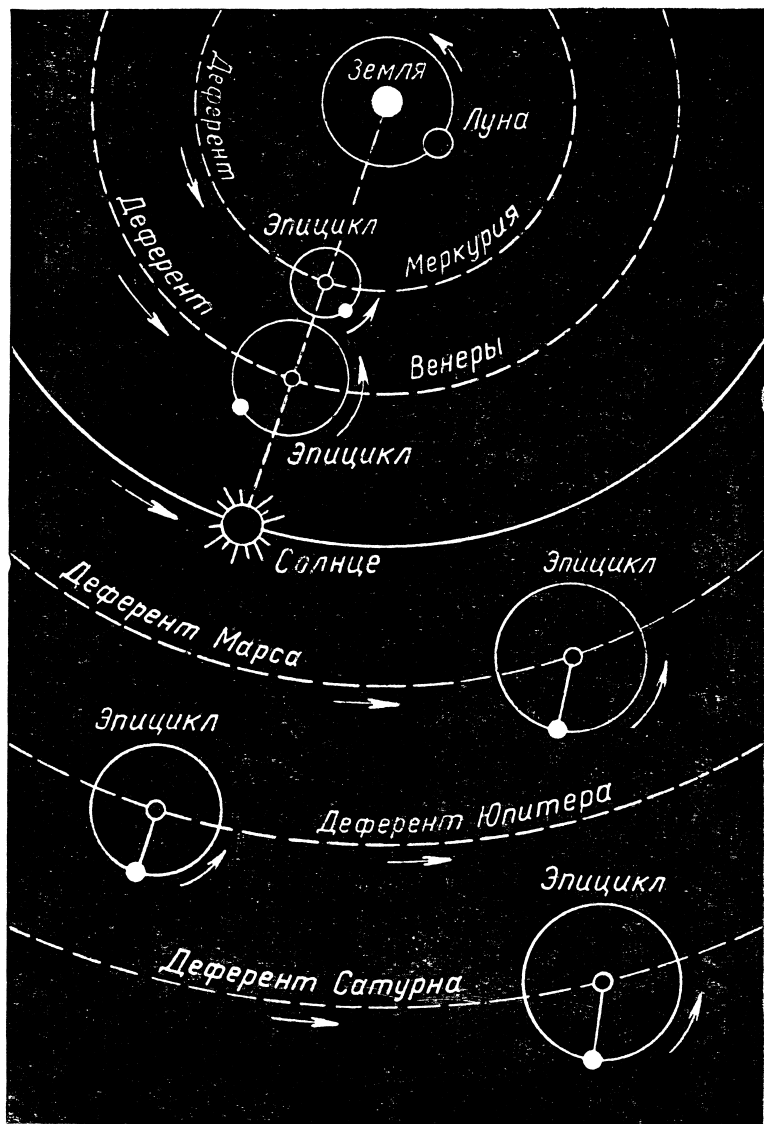 Земля
Луна
Деферент
Меркурия
Эпицикл
Деферент
Венеры
Эпицикл
Солнце
Эпицикл
Деферент Марса
Эпицикл
Деферент Юпитера
Эпицикл
Деферент Сатурна